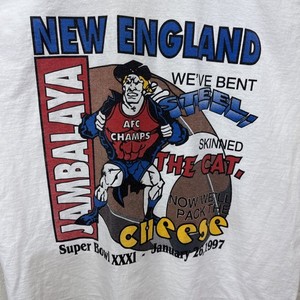 NEW ENGLAND
JAMBALAYA
AFC
CHAMPS
WE'VE BENT
STEEL,
SKINNED
THE CAT,
NOW WE'LL
PACK THE
CHEESE
Super Bowl XXXI - January 26, 1997